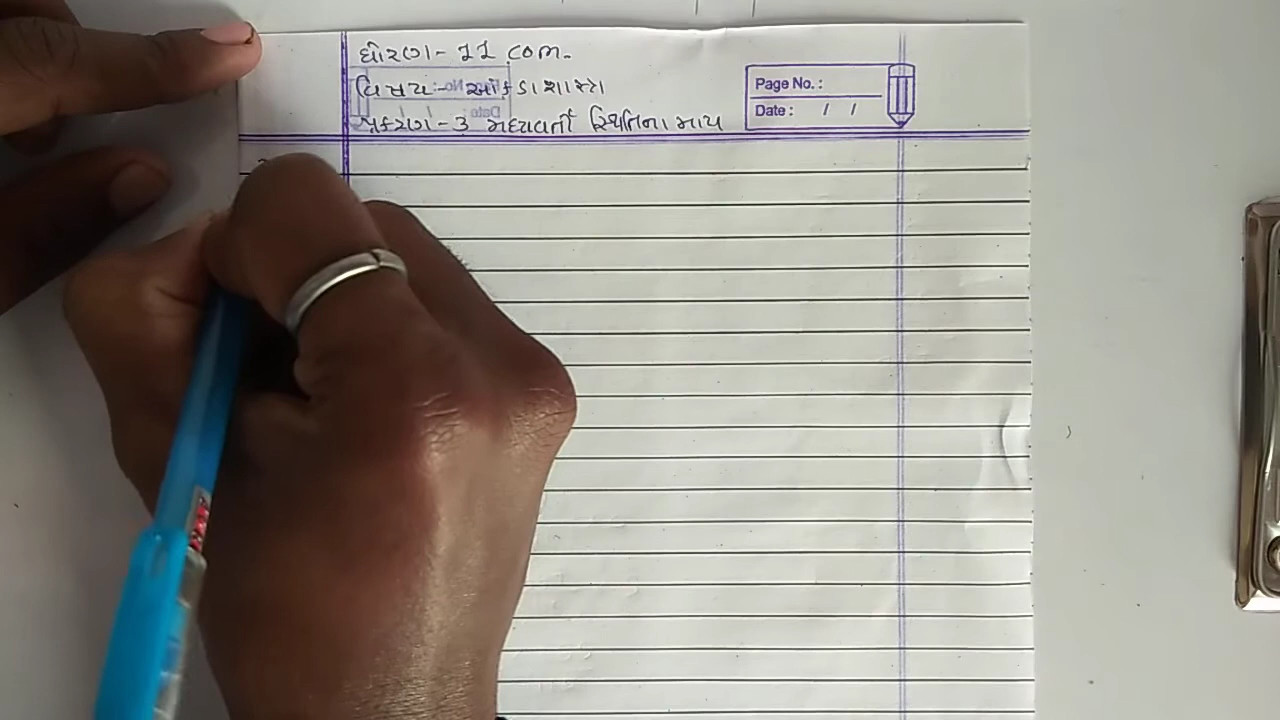 ધોરણ - 11 com.
વિષય:- આંકડાશાસ્ત્ર
પ્રકરણ - 3 મધ્યવર્તી સ્થિતિના માપ
Page No. :
Date : / /